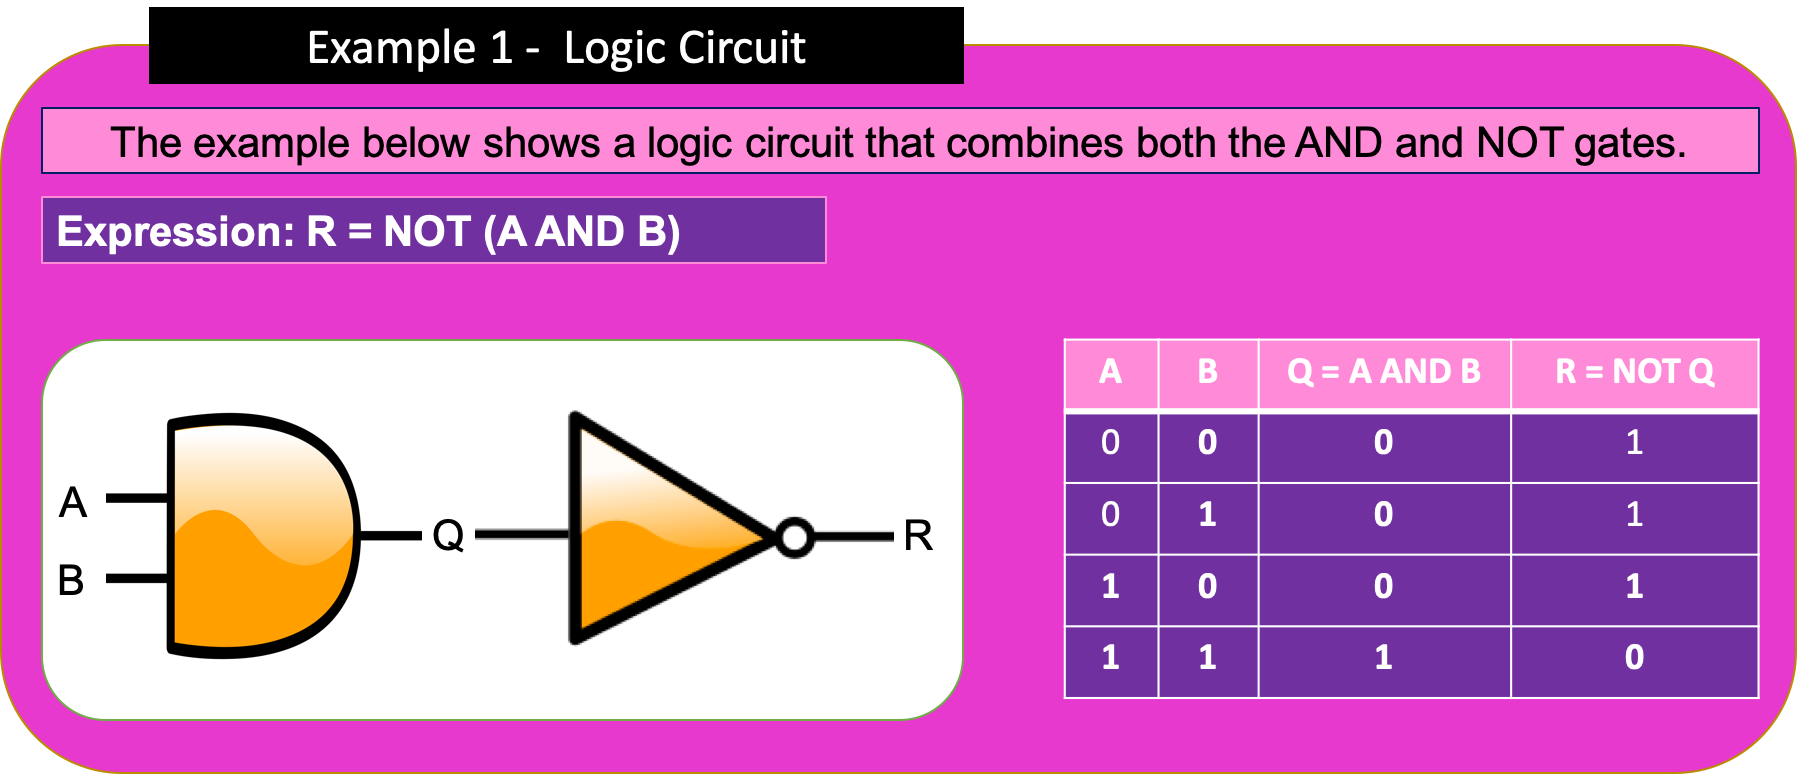 Example 1 -  Logic Circuit
The example below shows a logic circuit that combines both the AND and NOT gates.
Expression: R = NOT (A AND B)
A
B
Q
R
A B Q = A AND B R = NOT Q
0 0 0 1
0 1 0 1
1 0 0 1
1 1 1 0